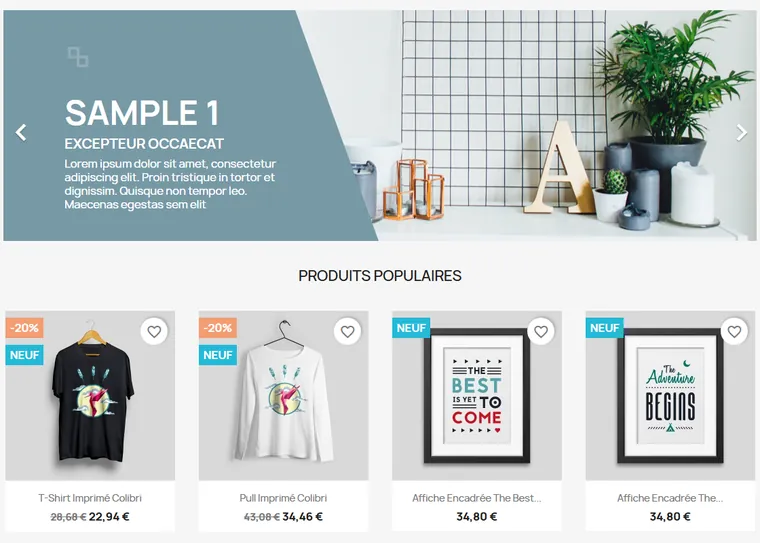 SAMPLE 1
EXCEPTEUR OCCAECAT
Lorem ipsum dolor sit amet, consectetur
adipiscing elit. Proin tristique in tortor et
dignissim. Quisque non tempor leo.
Maecenas egestas sem elit
A
PRODUITS POPULAIRES
-20%
NEUF
T-Shirt Imprimé Colibri
28,68 € 22,94 €
-20%
NEUF
Pull Imprimé Colibri
43,08 € 34,46 €
NEUF
THE
BEST
IS YET TO
COME
Affiche Encadrée The Best...
34,80 €
NEUF
The
Adventure
BEGINS
Affiche Encadrée The...
34,80 €